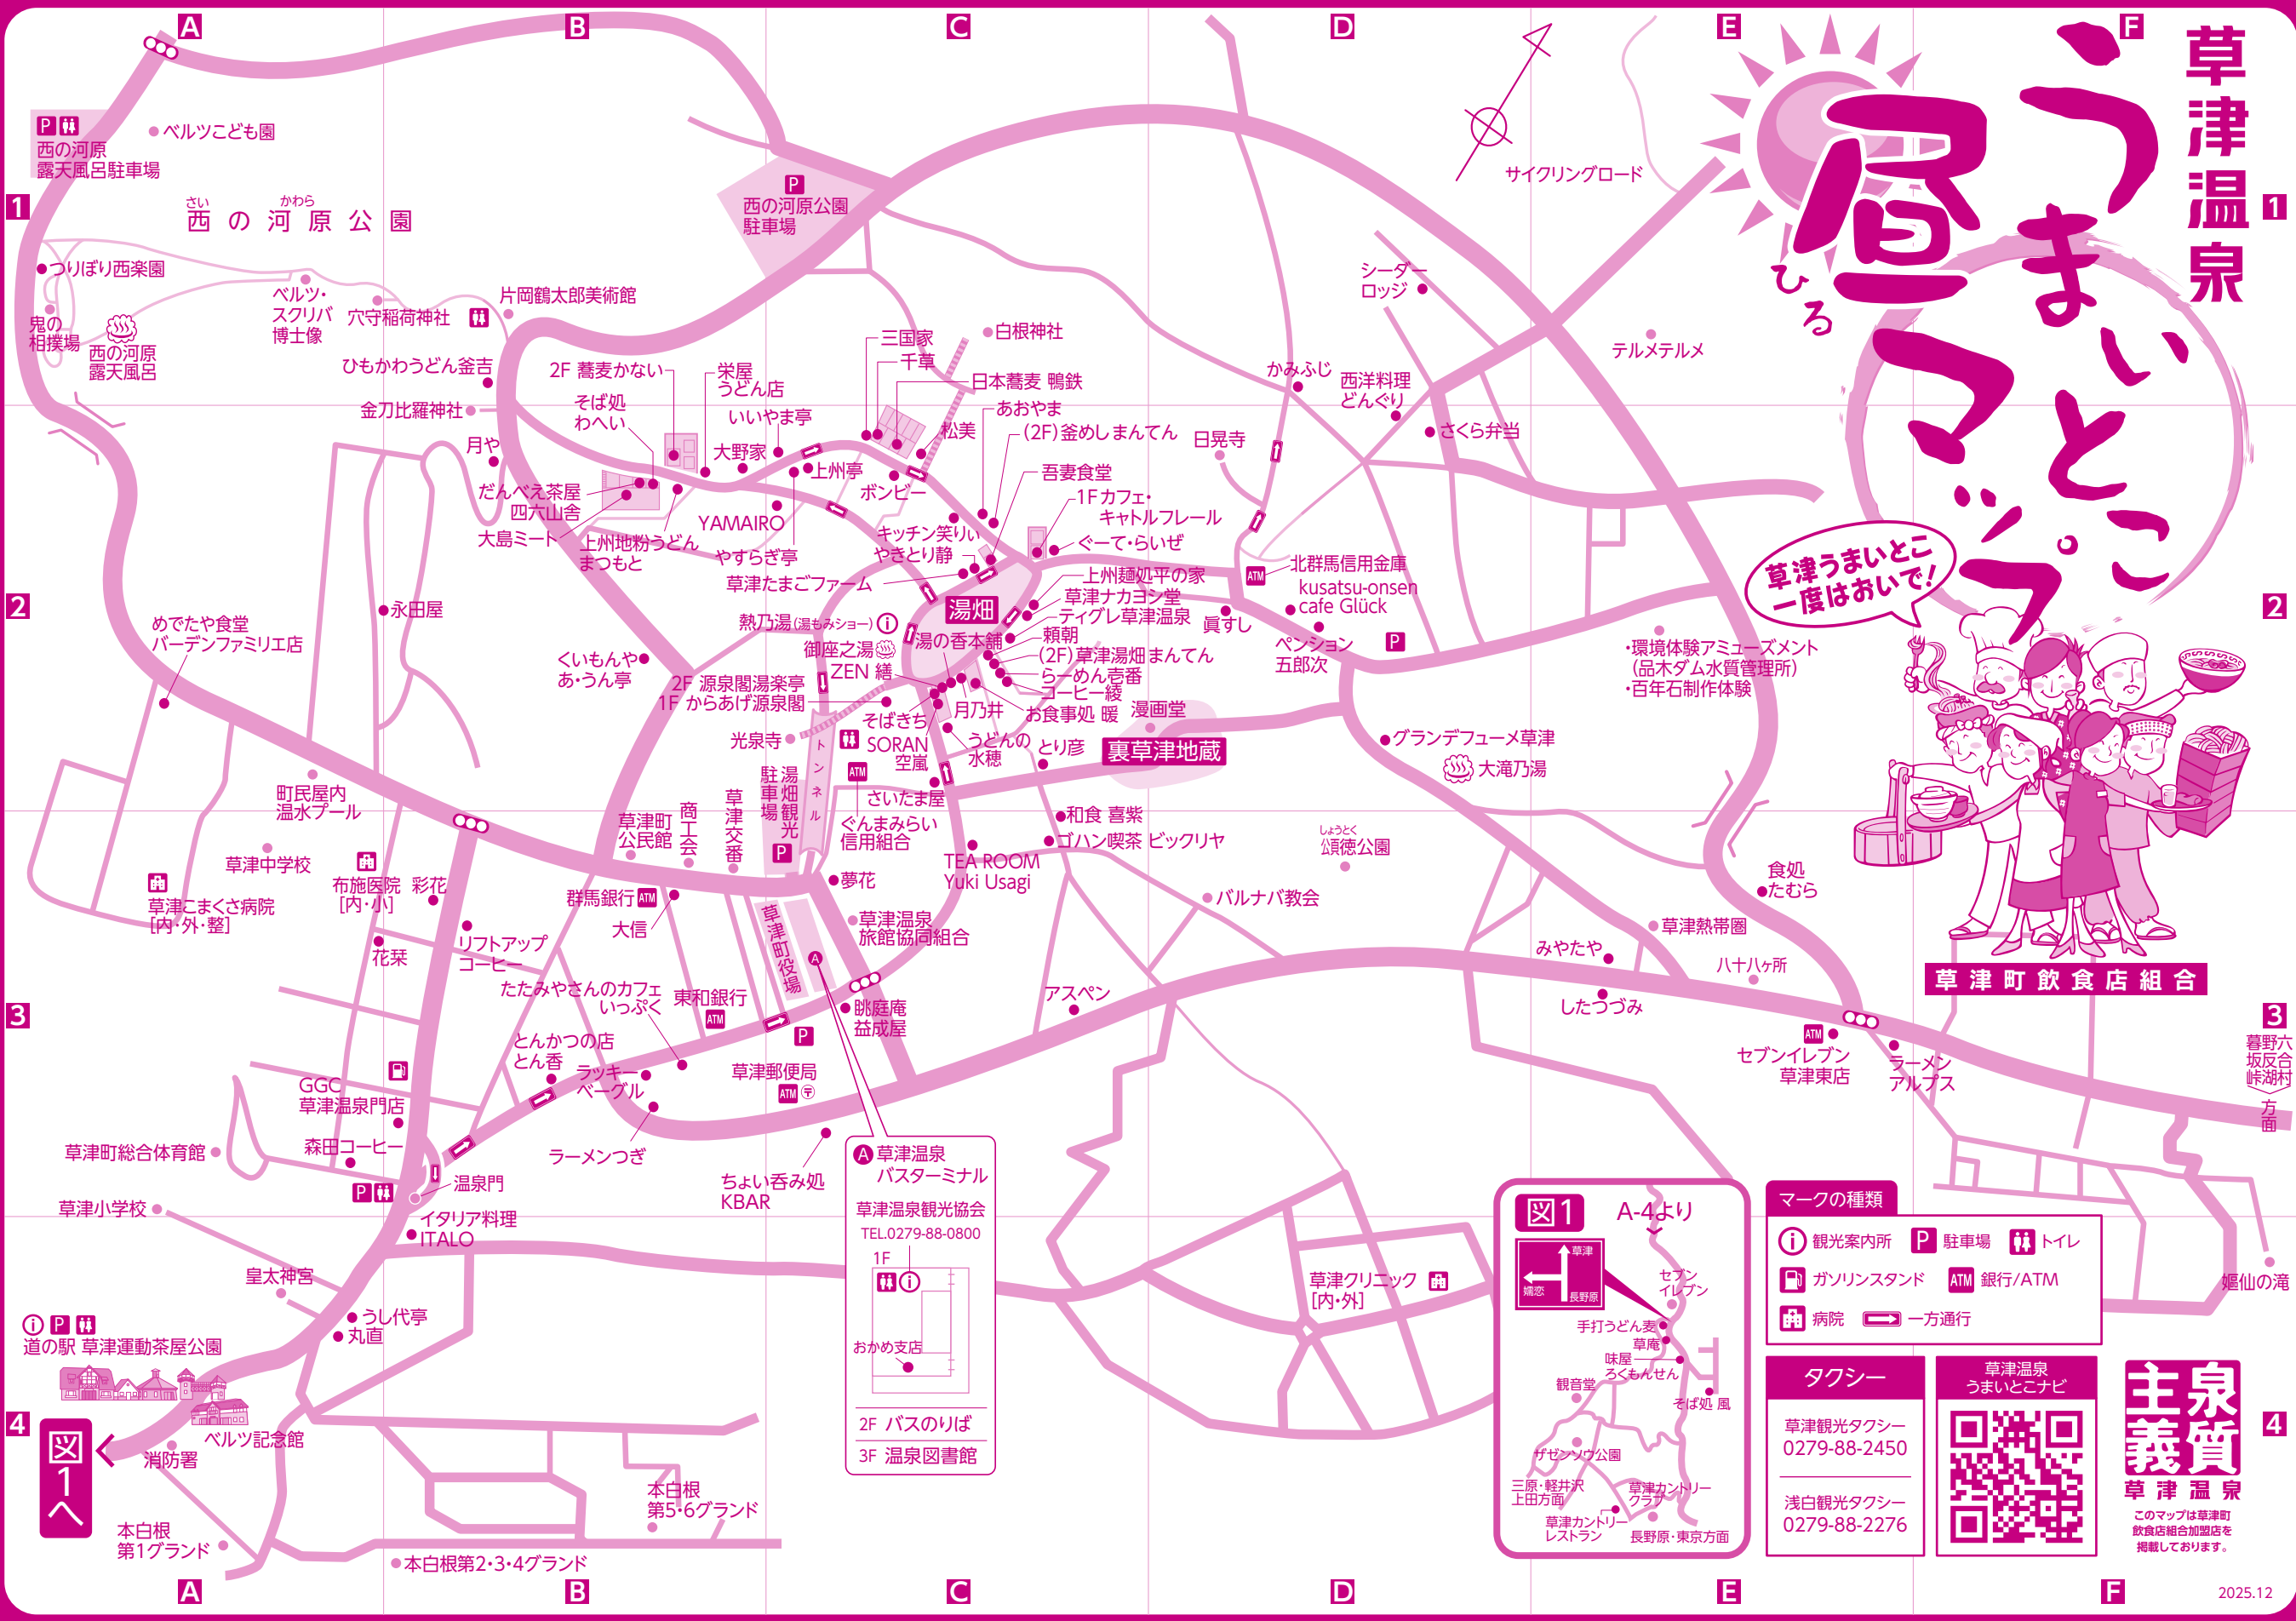 A
B
C
D
E
F
1
2
3
4
草津温泉
うまいとこ
昼マップ
ひる
草津うまいとこ
一度はおいで!
草津町飲食店組合
西の河原
露天風呂駐車場
ベルツこども園
さい かわら
西の河原公園
西の河原公園
駐車場
サイクリングロード
つりぼり西楽園
鬼の
相撲場
西の河原
露天風呂
ベルツ・
スクリバ
博士像
穴守稲荷神社
片岡鶴太郎美術館
ひもかわうどん釜吉
金刀比羅神社
月や
2F 蕎麦かない
そば処
わへい
栄屋
うどん店
いいやま亭
大野家
上州亭
三国家
千草
白根神社
日本蕎麦 鴨鉄
あおやま
松美
(2F)釜めしまんてん
ボンビー
吾妻食堂
1Fカフェ・
キャトルフレール
ぐーて・らいぜ
シーダー
ロッジ
かみふじ
西洋料理
どんぐり
さくら弁当
日晃寺
テルメテルメ
だんべえ茶屋
四六山舎
大島ミート
上州地粉うどん
まつもと
YAMAIRO
やすらぎ亭
草津たまごファーム
キッチン笑りぃ
やきとり静
上州麺処平の家
草津ナカヨシ堂
ティグレ草津温泉
頼朝
(2F)草津湯畑まんてん
らーめん壱番
コーヒー綾
お食事処 暖
北群馬信用金庫
ATM
kusatsu-onsen
cafe Glück
眞すし
ペンション
五郎次
P
湯畑
熱乃湯(湯もみショー)
湯の香本舗
御座之湯
ZEN 繕
2F 源泉閣湯楽亭
1F からあげ源泉閣
くいもんや
あ・うん亭
永田屋
めでたや食堂
バーデンファミリエ店
そばきち
月乃井
SORAN
空嵐
うどんの
水穂
とり彦
漫画堂
裏草津地蔵
光泉寺
トンネル
湯畑観光
駐車場
さいたま屋
ぐんまみらい
信用組合
ATM
グランデフューメ草津
大滝乃湯
・環境体験アミューズメント
(品木ダム水質管理所)
・百年石制作体験
町民屋内
温水プール
草津中学校
草津こまくさ病院
[内・外・整]
布施医院
[内・小]
彩花
花栞
リフトアップ
コーヒー
草津町
公民館
商工会
草津交番
群馬銀行
ATM
大信
夢花
草津町役場
草津温泉
旅館協同組合
TEA ROOM
Yuki Usagi
和食 喜紫
ゴハン喫茶 ビックリヤ
しょうとく
頌徳公園
バルナバ教会
食処
たむら
草津熱帯圏
みやたや
八十八ヶ所
したつづみ
セブンイレブン
草津東店
ATM
ラーメン
アルプス
暮坂峠
野反湖
六合村
方面
アスペン
眺庭庵
益成屋
たたみやさんのカフェ
いっぷく
東和銀行
ATM
とんかつの店
とん香
ラッキー
ベーグル
草津郵便局
ATM
ラーメンつぎ
ちょい呑み処
KBAR
GGC
草津温泉門店
森田コーヒー
草津町総合体育館
草津小学校
温泉門
イタリア料理
ITALO
皇太神宮
うし代亭
丸直
道の駅 草津運動茶屋公園
ベルツ記念館
消防署
図1へ
本白根
第1グランド
本白根第2・3・4グランド
本白根
第5・6グランド
A 草津温泉
バスターミナル
草津温泉観光協会
TEL.0279-88-0800
1F
おかめ支店
2F バスのりば
3F 温泉図書館
草津クリニック
[内・外]
嫗仙の滝
図1
A-4より
草津
嬬恋
長野原
セブン
イレブン
手打うどん麦
草庵
味屋
ろくもんせん
観音堂
そば処 風
ザゼンソウ公園
三原・軽井沢
上田方面
草津カントリー
クラブ
草津カントリー
レストラン
長野原・東京方面
マークの種類
観光案内所
P 駐車場
トイレ
ガソリンスタンド
ATM 銀行/ATM
病院
一方通行
タクシー
草津観光タクシー
0279-88-2450
浅白観光タクシー
0279-88-2276
草津温泉
うまいとこナビ
泉質主義
草津温泉
このマップは草津町
飲食店組合加盟店を
掲載しております。
2025.12